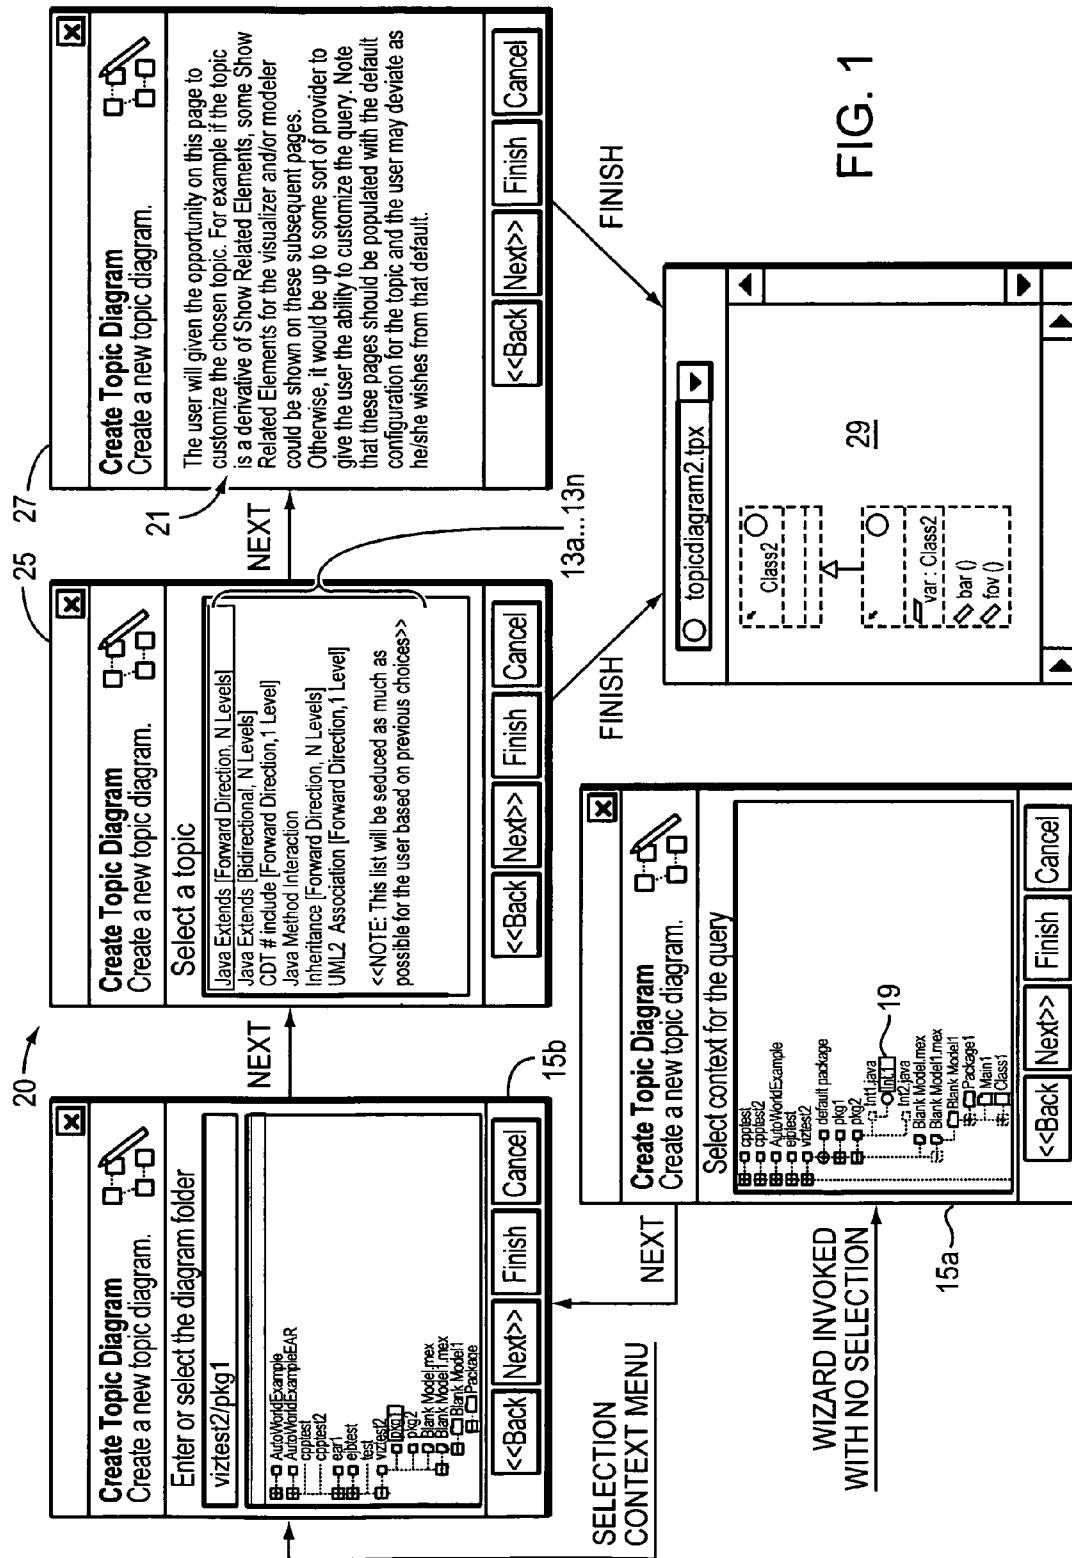 20
Create Topic Diagram
Create a new topic diagram.
Enter or select the diagram folder
viztest2/pkg1
AutoWorldExample
AutoWorldExampleEAR
cpptest
cpptest2
ear1
ejbtest
test
viztest2
pkg1
pkg2
Blank Model.mex
Blank Model1.mex
Blank Model1
Package
<<Back Next>> Finish Cancel
15b
NEXT
25
Create Topic Diagram
Create a new topic diagram.
Select a topic
Java Extends [Forward Direction, N Levels]
Java Extends [Bidirectional, N Levels]
CDT # include [Forward Direction,1 Level]
Java Method Interaction
Inheritance [Forward Direction, N Levels]
UML2 Association [Forward Direction,1 Level]
<<NOTE: This list will be seduced as much as
possible for the user based on previous choices>>
<<Back Next>> Finish Cancel
13a...13n
NEXT
27
21
Create Topic Diagram
Create a new topic diagram.
The user will given the opportunity on this page to
customize the chosen topic. For example if the topic
is a derivative of Show Related Elements, some Show
Related Elements for the visualizer and/or modeler
could be shown on these subsequent pages.
Otherwise, it would be up to some sort of provider to
give the user the ability to customize the query. Note
that these pages should be populated with the default
configuration for the topic and the user may deviate as
he/she wishes from that default.
<<Back Next>> Finish Cancel
SELECTION
CONTEXT MENU
NEXT
WIZARD INVOKED
WITH NO SELECTION
15a
Create Topic Diagram
Create a new topic diagram.
Select context for the query
cpptest
cpptest2
AutoWorldExample
ejbtest
viztest2
default package
pkg1
pkg2
Int1.java
Int1
19
Int2.java
Blank Model.mex
Blank Model1.mex
Blank Model1
Package1
Main1
Class1
<<Back Next>> Finish Cancel
FINISH
FINISH
topicdiagram2.tpx
Class2
var : Class2
bar ()
fov ()
29
FIG. 1